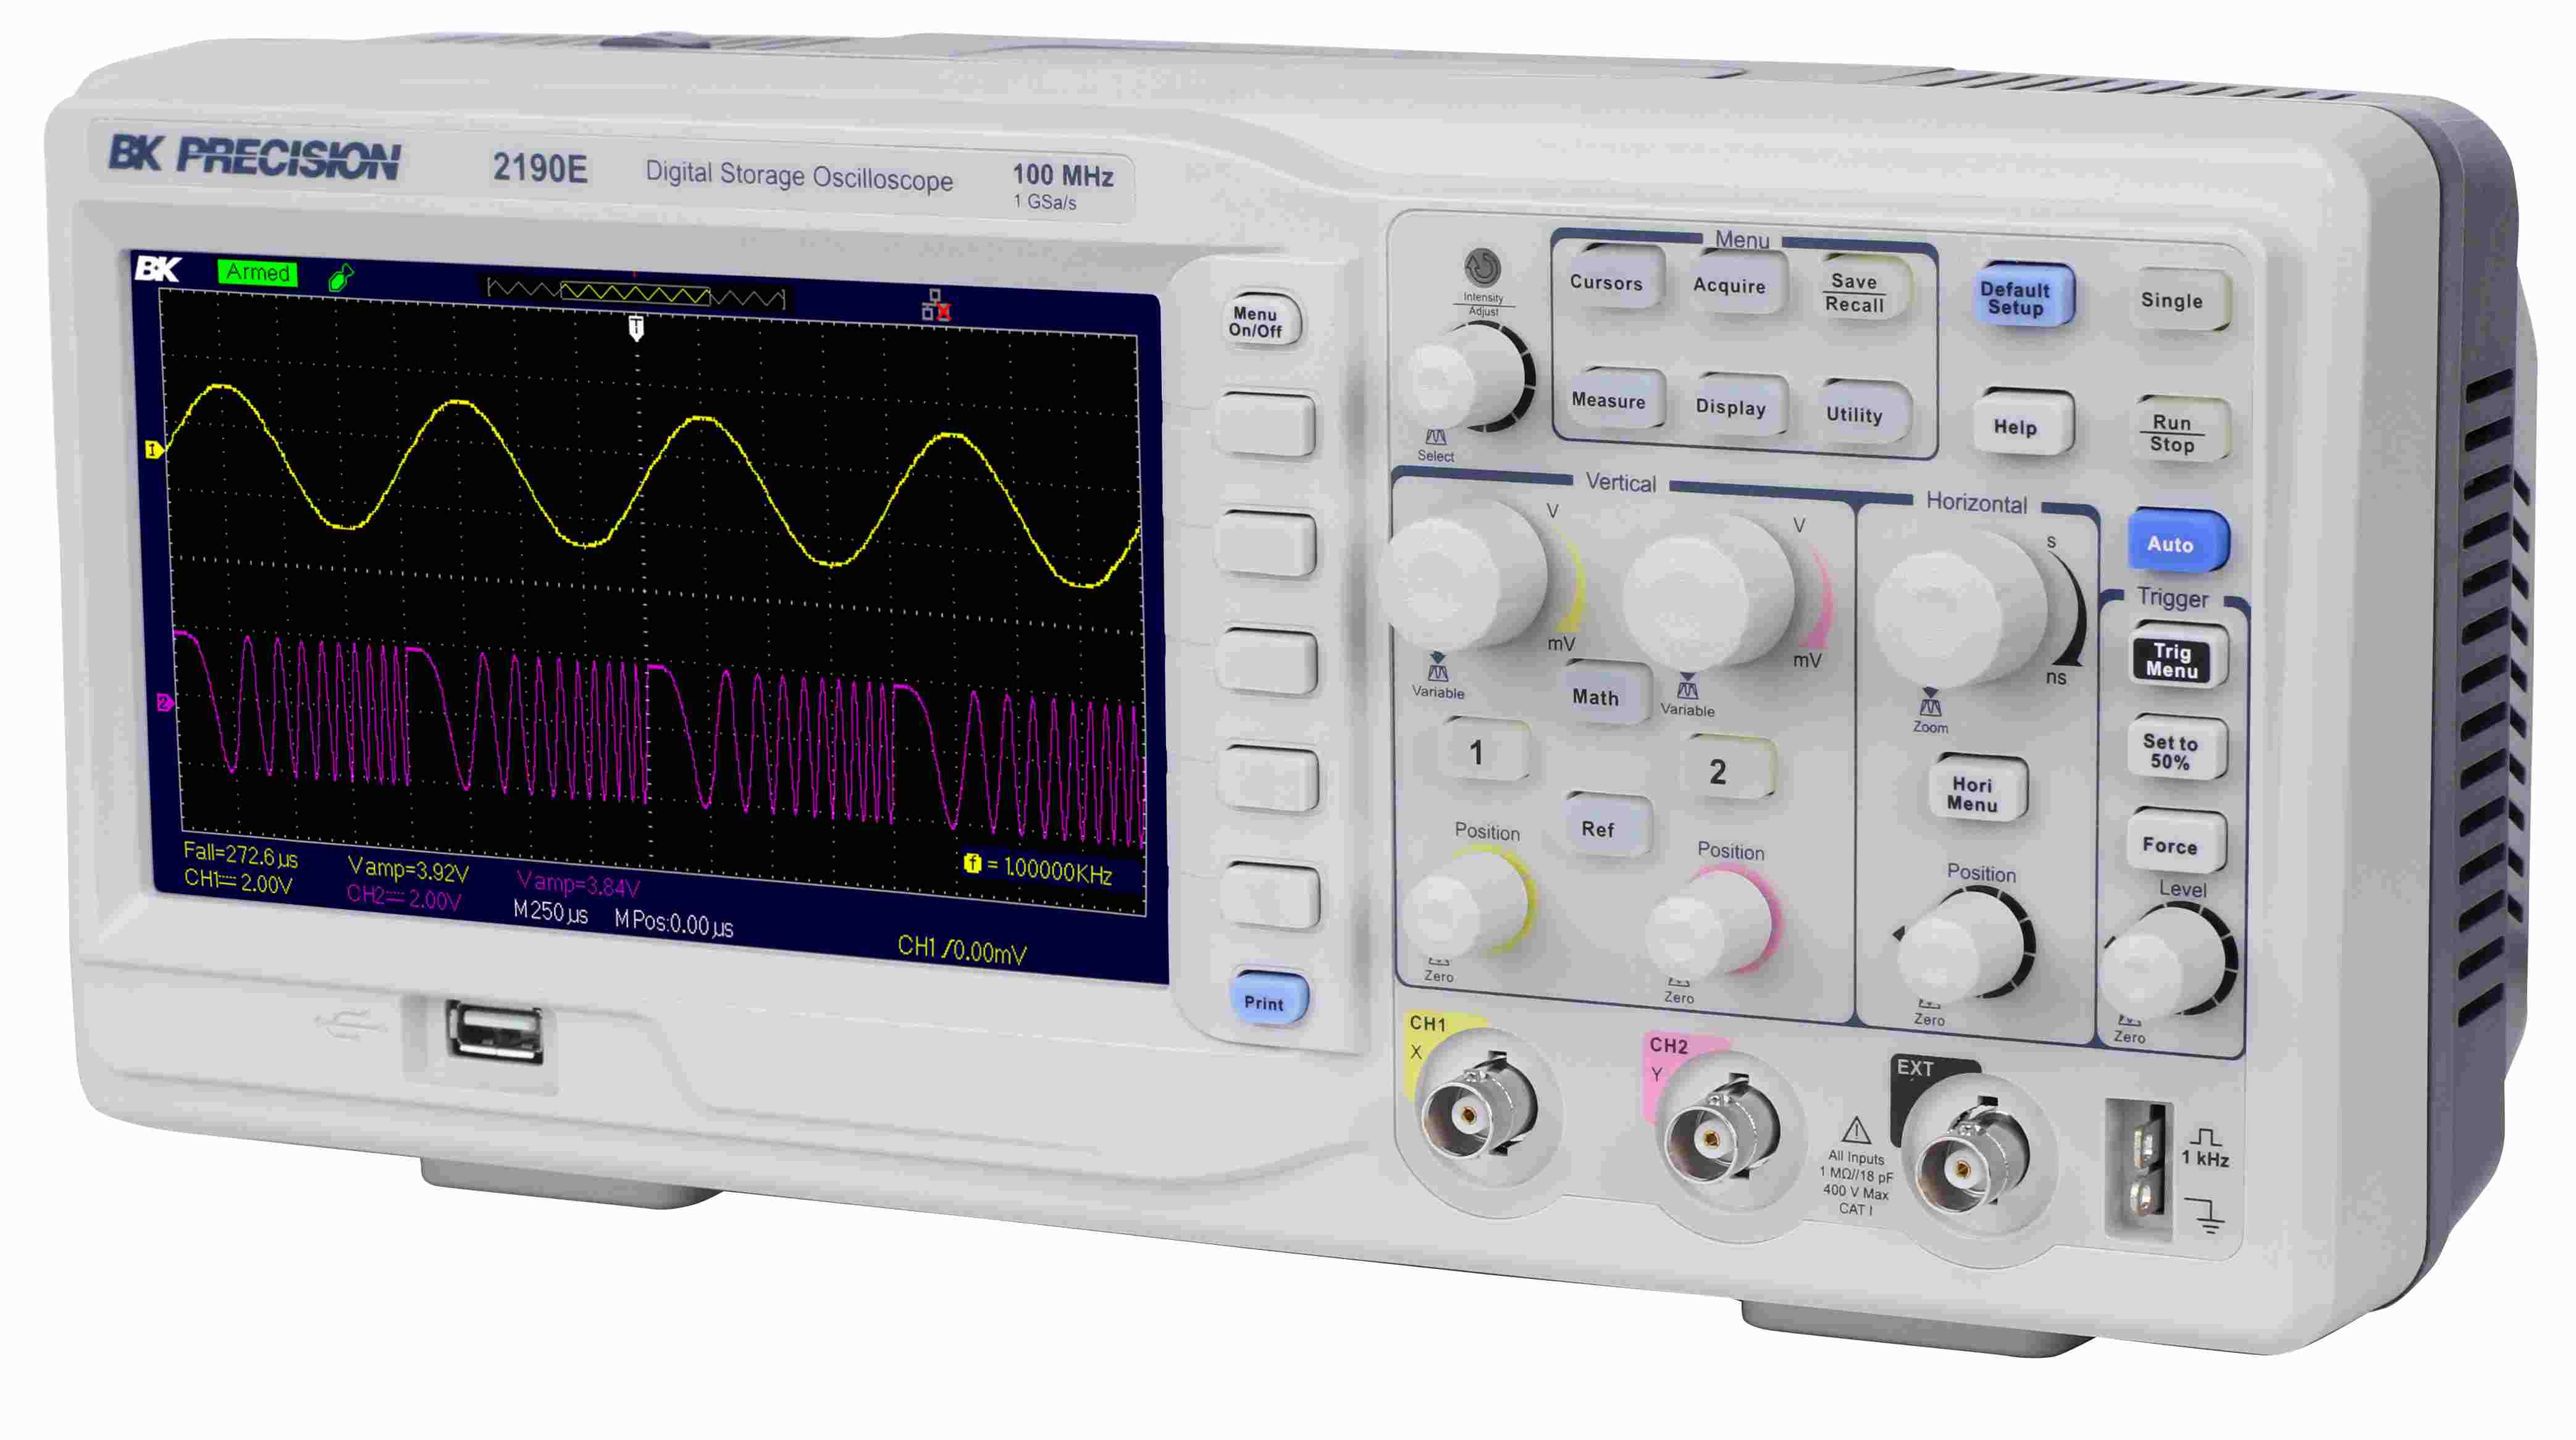 BK PRECISION
2190E
Digital Storage Oscilloscope
100 MHz
1 GSa/s
BK
Armed
T
1
2
Fall=272.6µs
Vamp=3.92V
Vamp=3.84V
f = 1.00000KHz
CH1 2.00V
CH2 2.00V
M 250µs
M Pos:0.00µs
CH1 /0.00mV
Menu
On/Off
Print
Intensity
Adjust
Select
Menu
Cursors
Acquire
Save
Recall
Measure
Display
Utility
Default
Setup
Single
Help
Run
Stop
Auto
Vertical
V
mV
Variable
V
mV
Variable
Math
1
2
Ref
Position
Zero
Position
Zero
Horizontal
s
ns
Zoom
Hori
Menu
Position
Zero
Trigger
Trig
Menu
Set to
50%
Force
Level
Zero
CH1
X
CH2
Y
All Inputs
1 MΩ//18 pF
400 V Max
CAT I
EXT
1 kHz